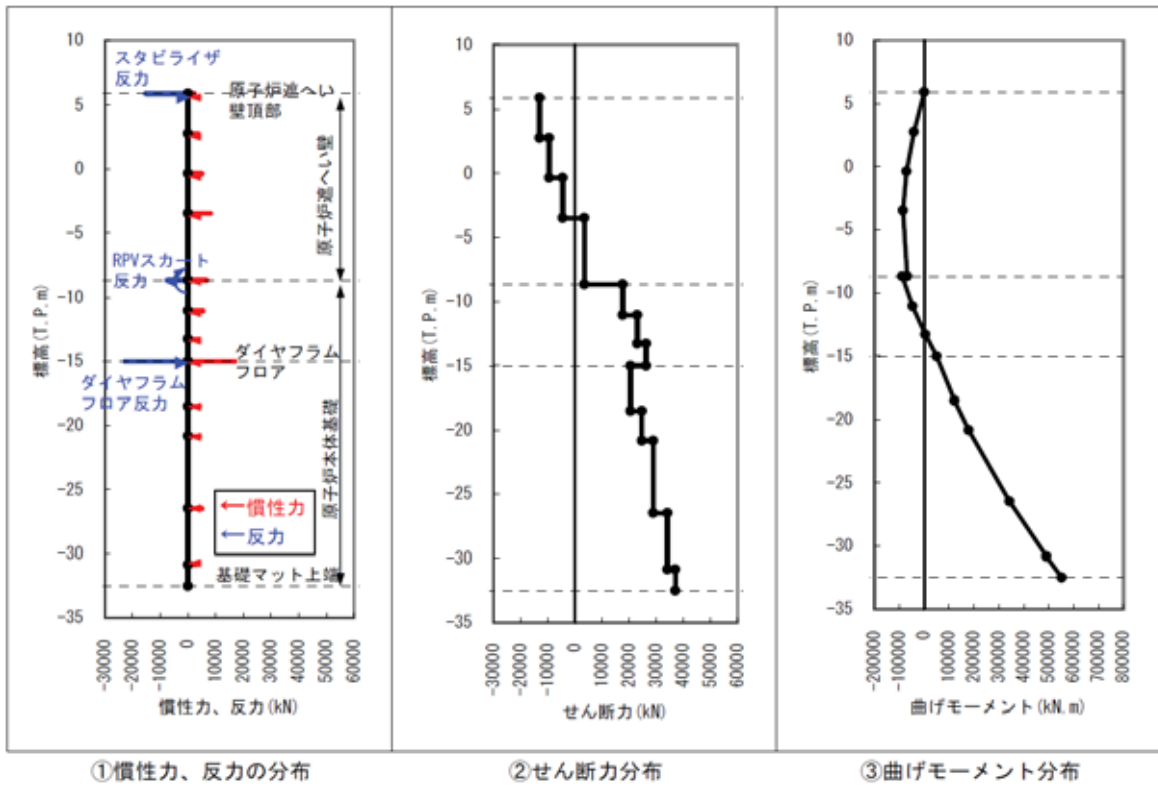 10
5
0
-5
-10
-15
-20
-25
-30
-35
標高(T.P.m)
スタビライザ
反力
原子炉遮へい
壁頂部
原子炉遮へい壁
RPVスカート
反力
ダイヤフラム
フロア
ダイヤフラム
フロア反力
原子炉本体基礎
慣性力
反力
基礎マット上端
-30000
-20000
-10000
0
10000
20000
30000
40000
50000
60000
慣性力、反力(kN)
①慣性力、反力の分布
10
5
0
-5
-10
-15
-20
-25
-30
-35
標高(T.P.m)
-30000
-20000
-10000
0
10000
20000
30000
40000
50000
60000
せん断力(kN)
②せん断力分布
10
5
0
-5
-10
-15
-20
-25
-30
-35
標高(T.P.m)
-200000
-100000
0
100000
200000
300000
400000
500000
600000
700000
800000
曲げモーメント(kN.m)
③曲げモーメント分布